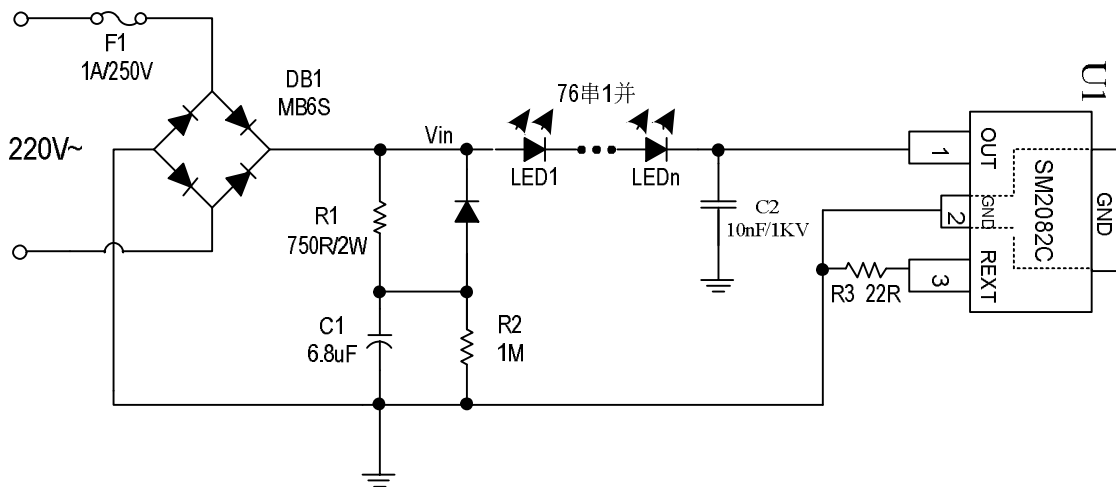 F1
1A/250V
DB1
MB6S
220V~
Vin
76串1并
LED1
LEDn
R1
750R/2W
C1
6.8uF
R2
1M
C2
10nF/1KV
R3 22R
U1
1
OUT
2
GND
3
REXT
SM2082C
GND